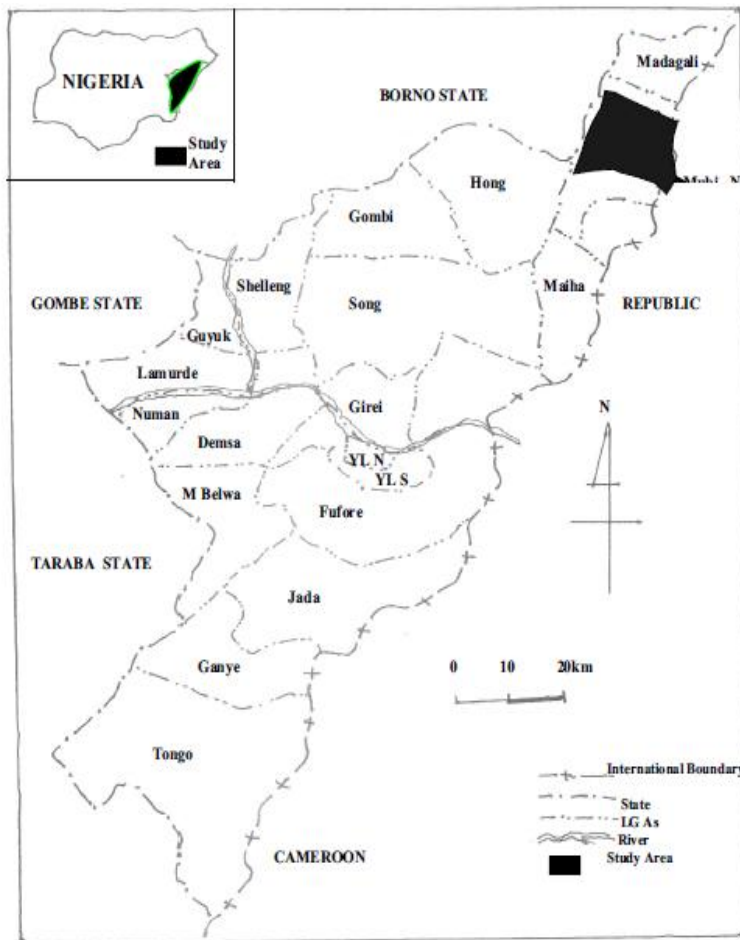 NIGERIA
Study
Area
Madagali
BORNO STATE
Hong
Mubi N
Gombi
Shelleng
Song
Maiha
GOMBE STATE
REPUBLIC
Guyuk
Lamurde
Numan
Girei
N
Demsa
YL N
YL S
M Belwa
Fufore
TARABA STATE
Jada
Ganye
0 10 20km
Tongo
International Boundary
State
LG As
River
CAMEROON
Study Area